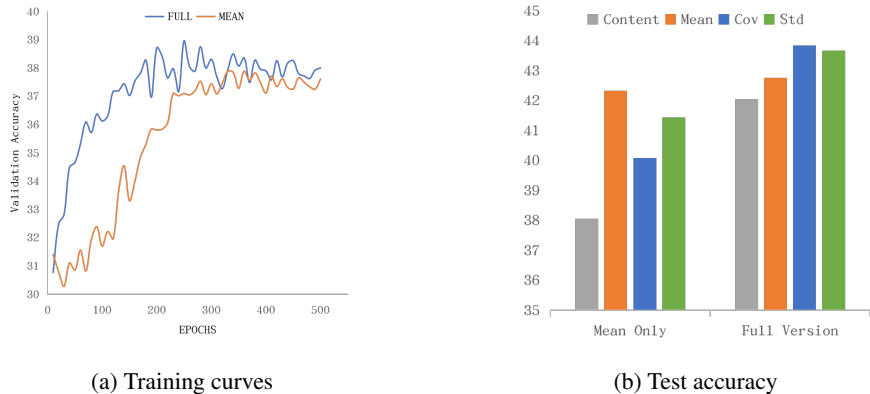 FULL MEAN
40
39
38
37
36
35
34
33
32
31
30
Validation Accuracy
0 100 200 300 400 500
EPOCHS
(a) Training curves
Content Mean Cov Std
45
44
43
42
41
40
39
38
37
36
35
Mean Only Full Version
(b) Test accuracy